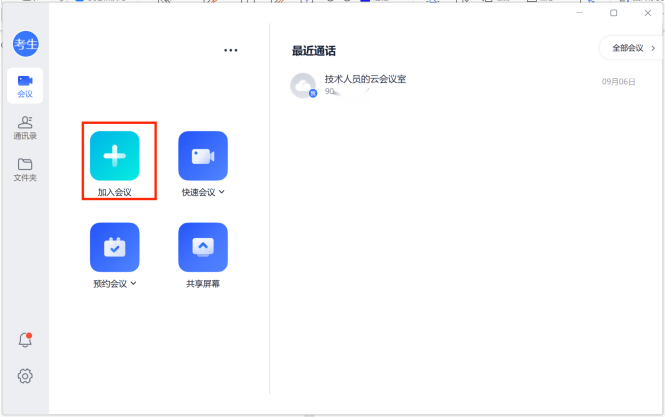 考生
会议
通讯录
文件夹
加入会议
快速会议
预约会议
共享屏幕
最近通话
全部会议
技术人员的云会议室
09月06日
90